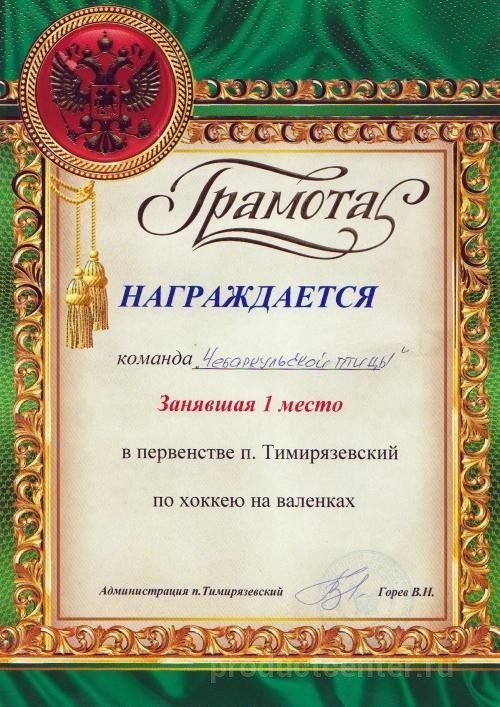 Грамота
НАГРАЖДАЕТСЯ
команда „Чебаркульской птицы"
Занявшая 1 место
в первенстве п. Тимирязевский
по хоккею на валенках
Администрация п.Тимирязевский Горев В.И.
productcenter.ru